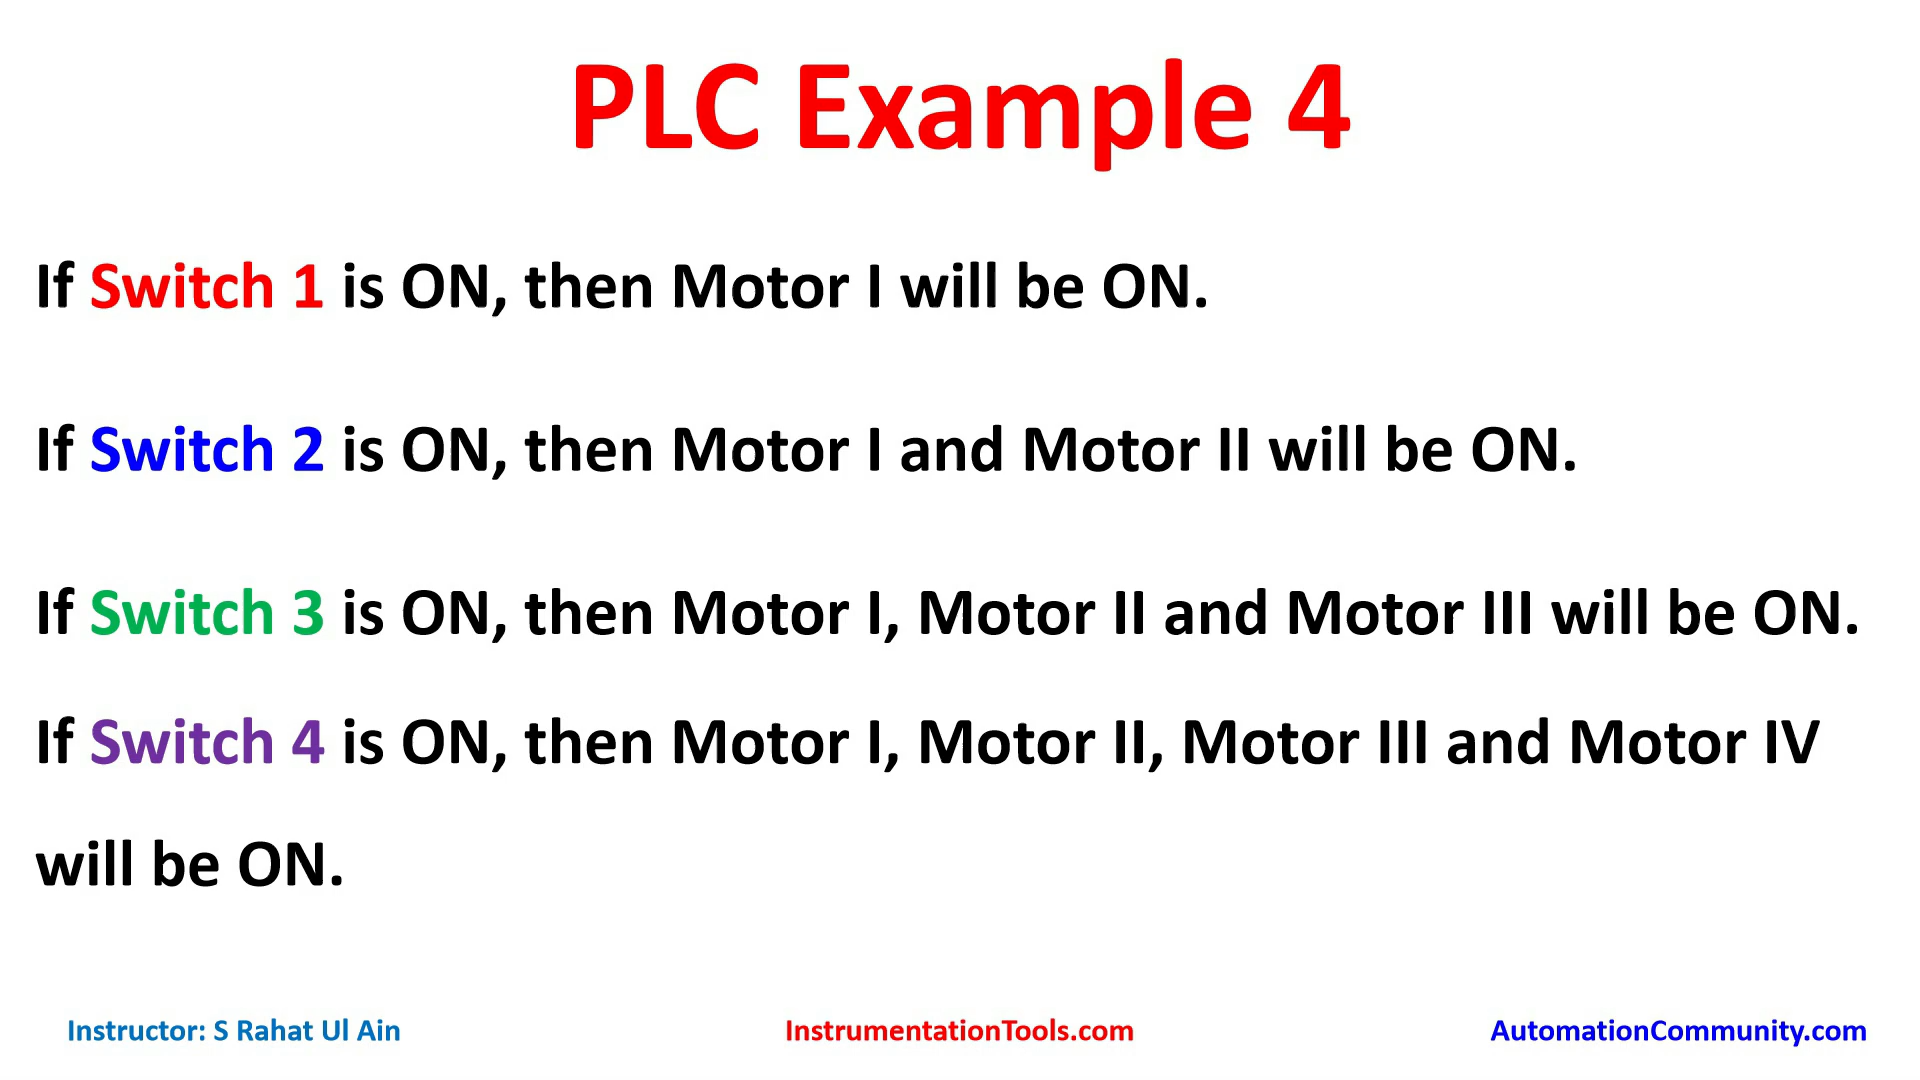 PLC Example 4
If Switch 1 is ON, then Motor I will be ON.
If Switch 2 is ON, then Motor I and Motor II will be ON.
If Switch 3 is ON, then Motor I, Motor II and Motor III will be ON.
If Switch 4 is ON, then Motor I, Motor II, Motor III and Motor IV
will be ON.
Instructor: S Rahat Ul Ain
InstrumentationTools.com
AutomationCommunity.com